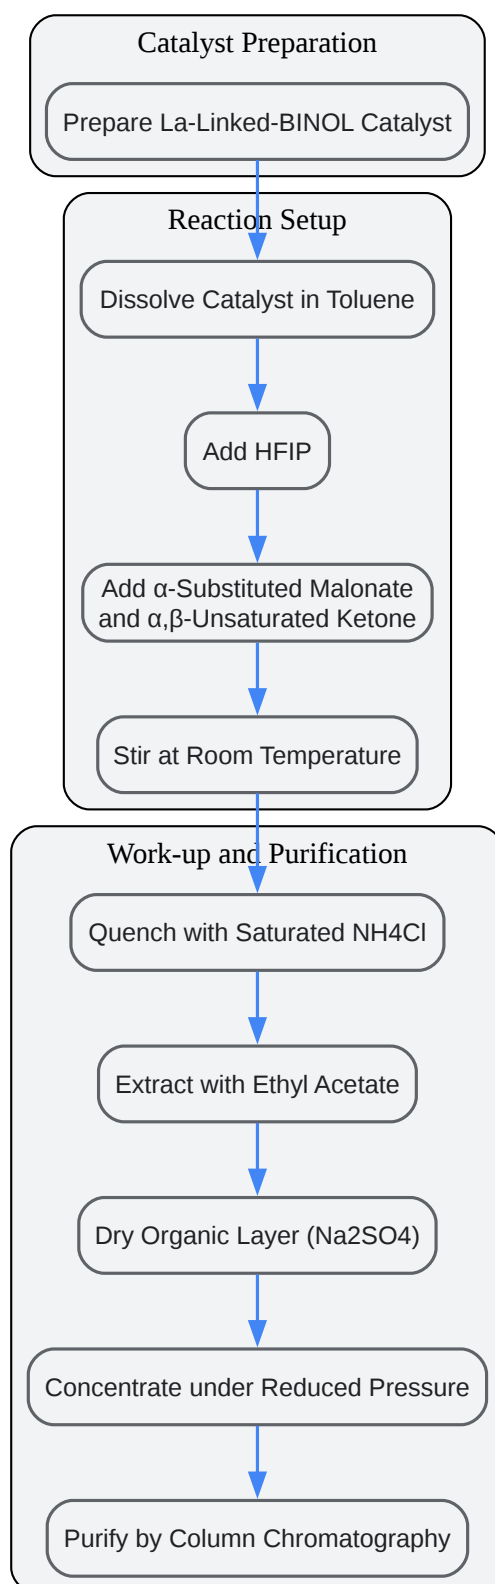 Catalyst Preparation
Prepare La-Linked-BINOL Catalyst
Reaction Setup
Dissolve Catalyst in Toluene
Add HFIP
Add α-Substituted Malonate
and α,β-Unsaturated Ketone
Stir at Room Temperature
Work-up and Purification
Quench with Saturated NH4Cl
Extract with Ethyl Acetate
Dry Organic Layer (Na2SO4)
Concentrate under Reduced Pressure
Purify by Column Chromatography